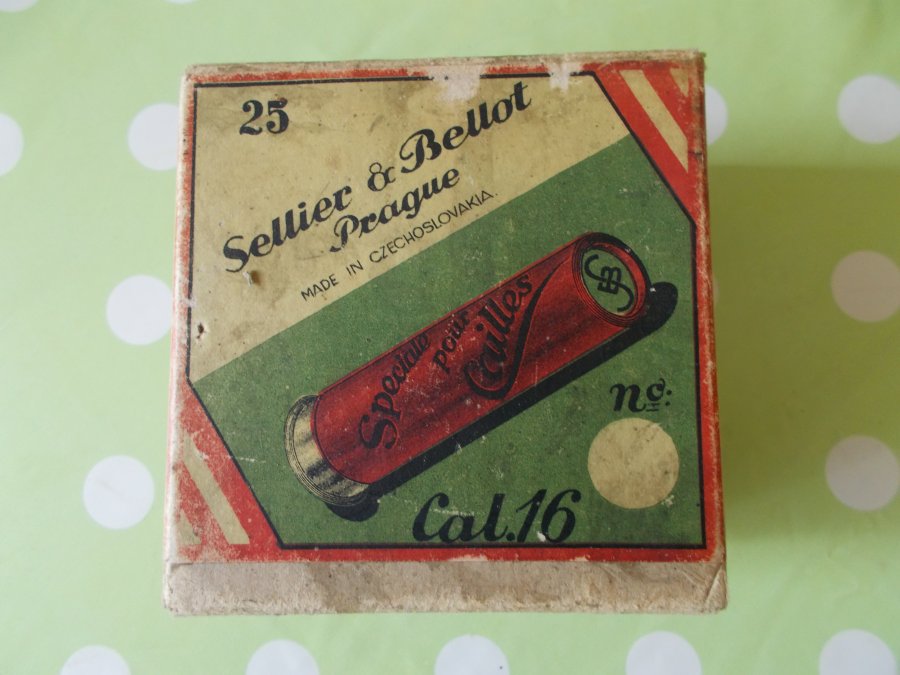 25
Sellier & Bellot
Prague
MADE IN CZECHOSLOVAKIA.
SB
Speciale
pour
Cailles
no:
Cal.16